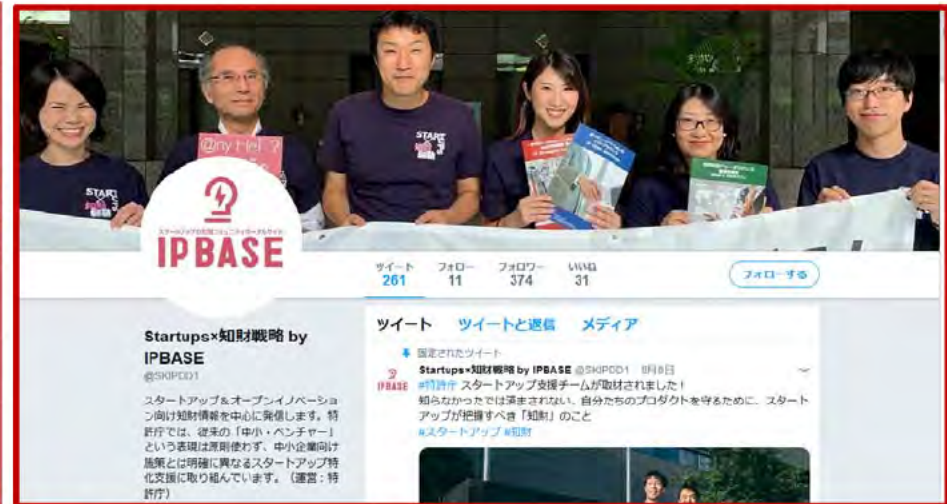 @ny Hel ?
START
START
UPs
スタートアップの知財コミュニティポータルサイト
IPBASE
ツイート フォロー フォロワー いいね
261 11 374 31
フォローする
Startups×知財戦略 by
IPBASE
@SKIPDD1
スタートアップ&オープンイノベーショ
ン向け知財情報を中心に発信します。特
許庁では、従来の「中小・ベンチャー」
という表現は原則使わず、中小企業向け
施策とは明確に異なるスタートアップ特
化支援に取り組んでいます。(運営:特
許庁)
ツイート ツイートと返信 メディア
固定されたツイート
IPBASE
Startups×知財戦略 by IPBASE @SKIPDD1 8月8日
#特許庁 スタートアップ支援チームが取材されました!
知らなかったでは済まされない、自分たちのプロダクトを守るために、スタート
アップが把握すべき「知財」のこと
#スタートアップ #知財